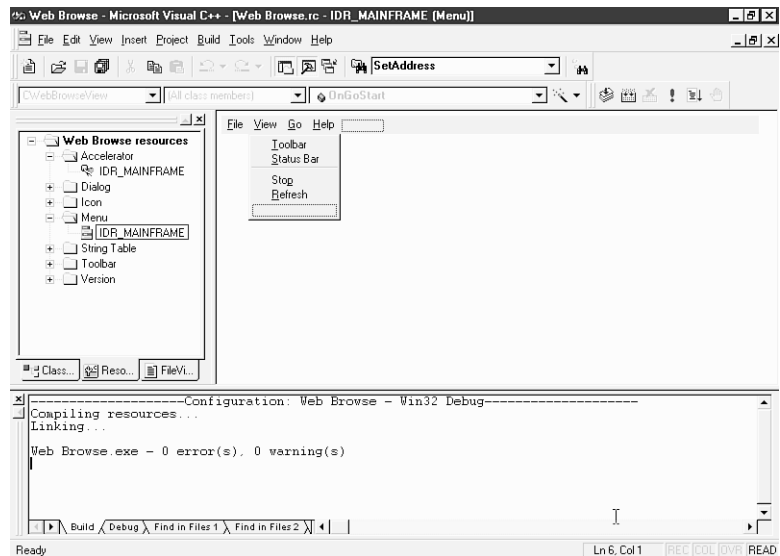 Web Browse - Microsoft Visual C++ - [Web Browse.rc - IDR_MAINFRAME (Menu)]
File Edit View Insert Project Build Tools Window Help
SetAddress
CWebBrowseView (All class members) OnGoStart
Web Browse resources
Accelerator
IDR_MAINFRAME
Dialog
Icon
Menu
IDR_MAINFRAME
String Table
Toolbar
Version
Class... Reso... FileVi...
File View Go Help
Toolbar
Status Bar
Stop
Refresh
--------------------Configuration: Web Browse - Win32 Debug--------------------
Compiling resources...
Linking...
Web Browse.exe - 0 error(s), 0 warning(s)
Build Debug Find in Files 1 Find in Files 2
Ready Ln 6, Col 1 REC COL OVR READ